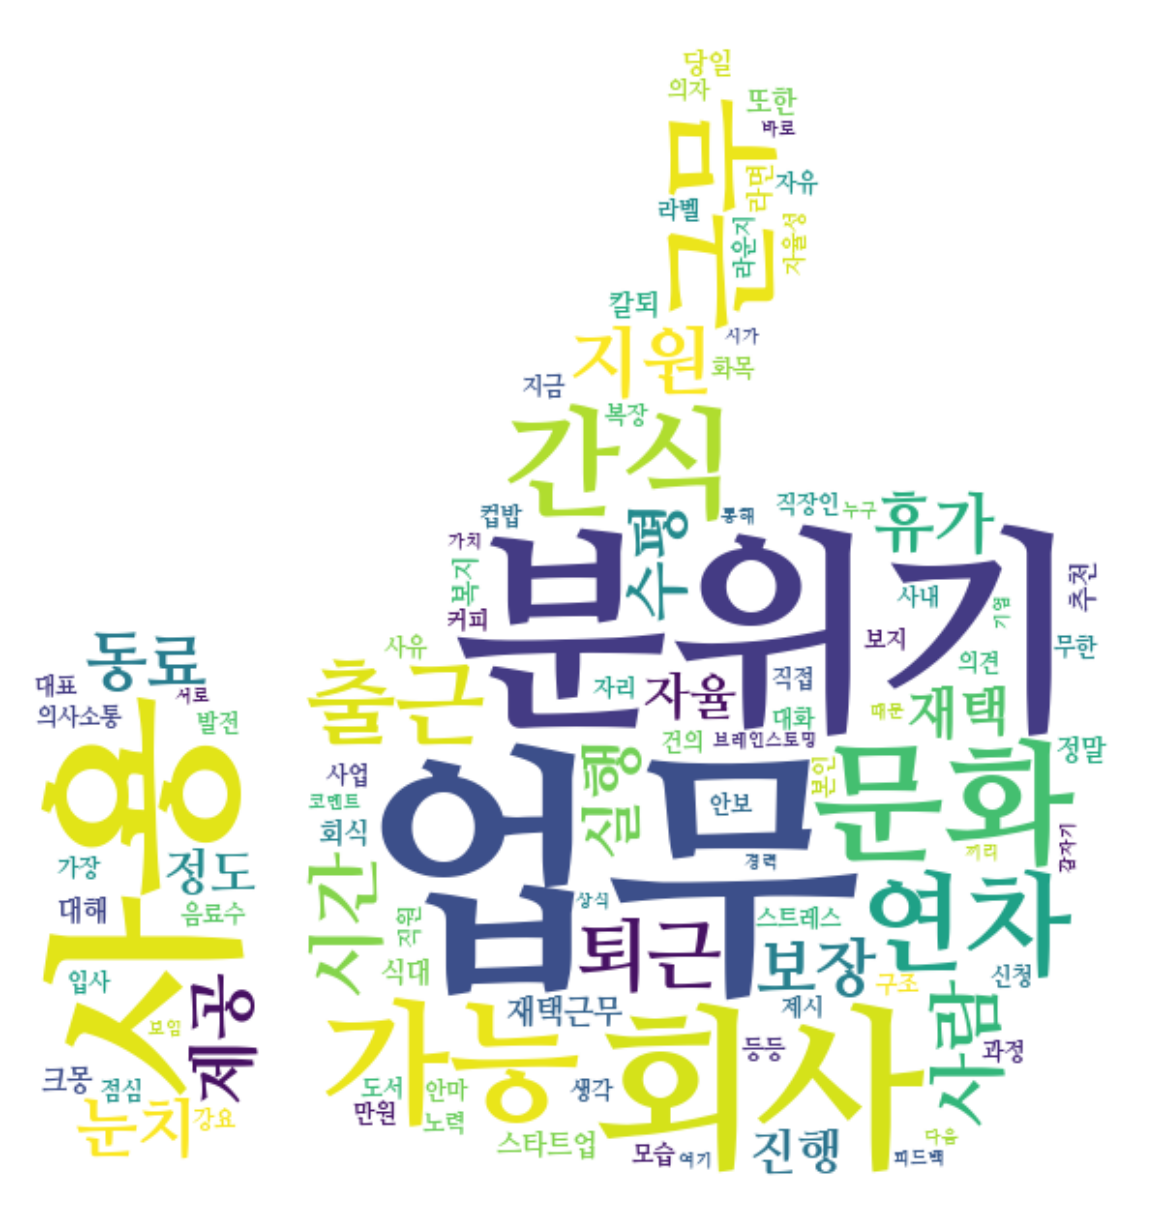 당일
의자
또한
바로
근무
라면
자유
라벨
라운지
자율성
칼퇴
지원
시가
화목
지금
복장
간식
컵밥
수평
통해
직장인
누구
휴가
가치
복지
커피
분위기
사내
기업
추천
보지
무한
의견
동료
대표
서로
의사소통
발전
사유
출근
자리
자율
직접
대화
때문
재택
건의
브레인스토밍
정말
사용
사업
코멘트
회식
업무
실행
안보
경력
본인
문화
끼리
갑자기
가장
정도
대해
음료수
시간
직원
식대
상식
퇴근
스트레스
보장
연차
구조
신청
입사
보임
제공
재택근무
제시
사람
크몽
점심
눈치
강요
가능
회사
등등
과정
도서
안마
생각
만원
노력
스타트업
모습
여기
진행
다음
피드백